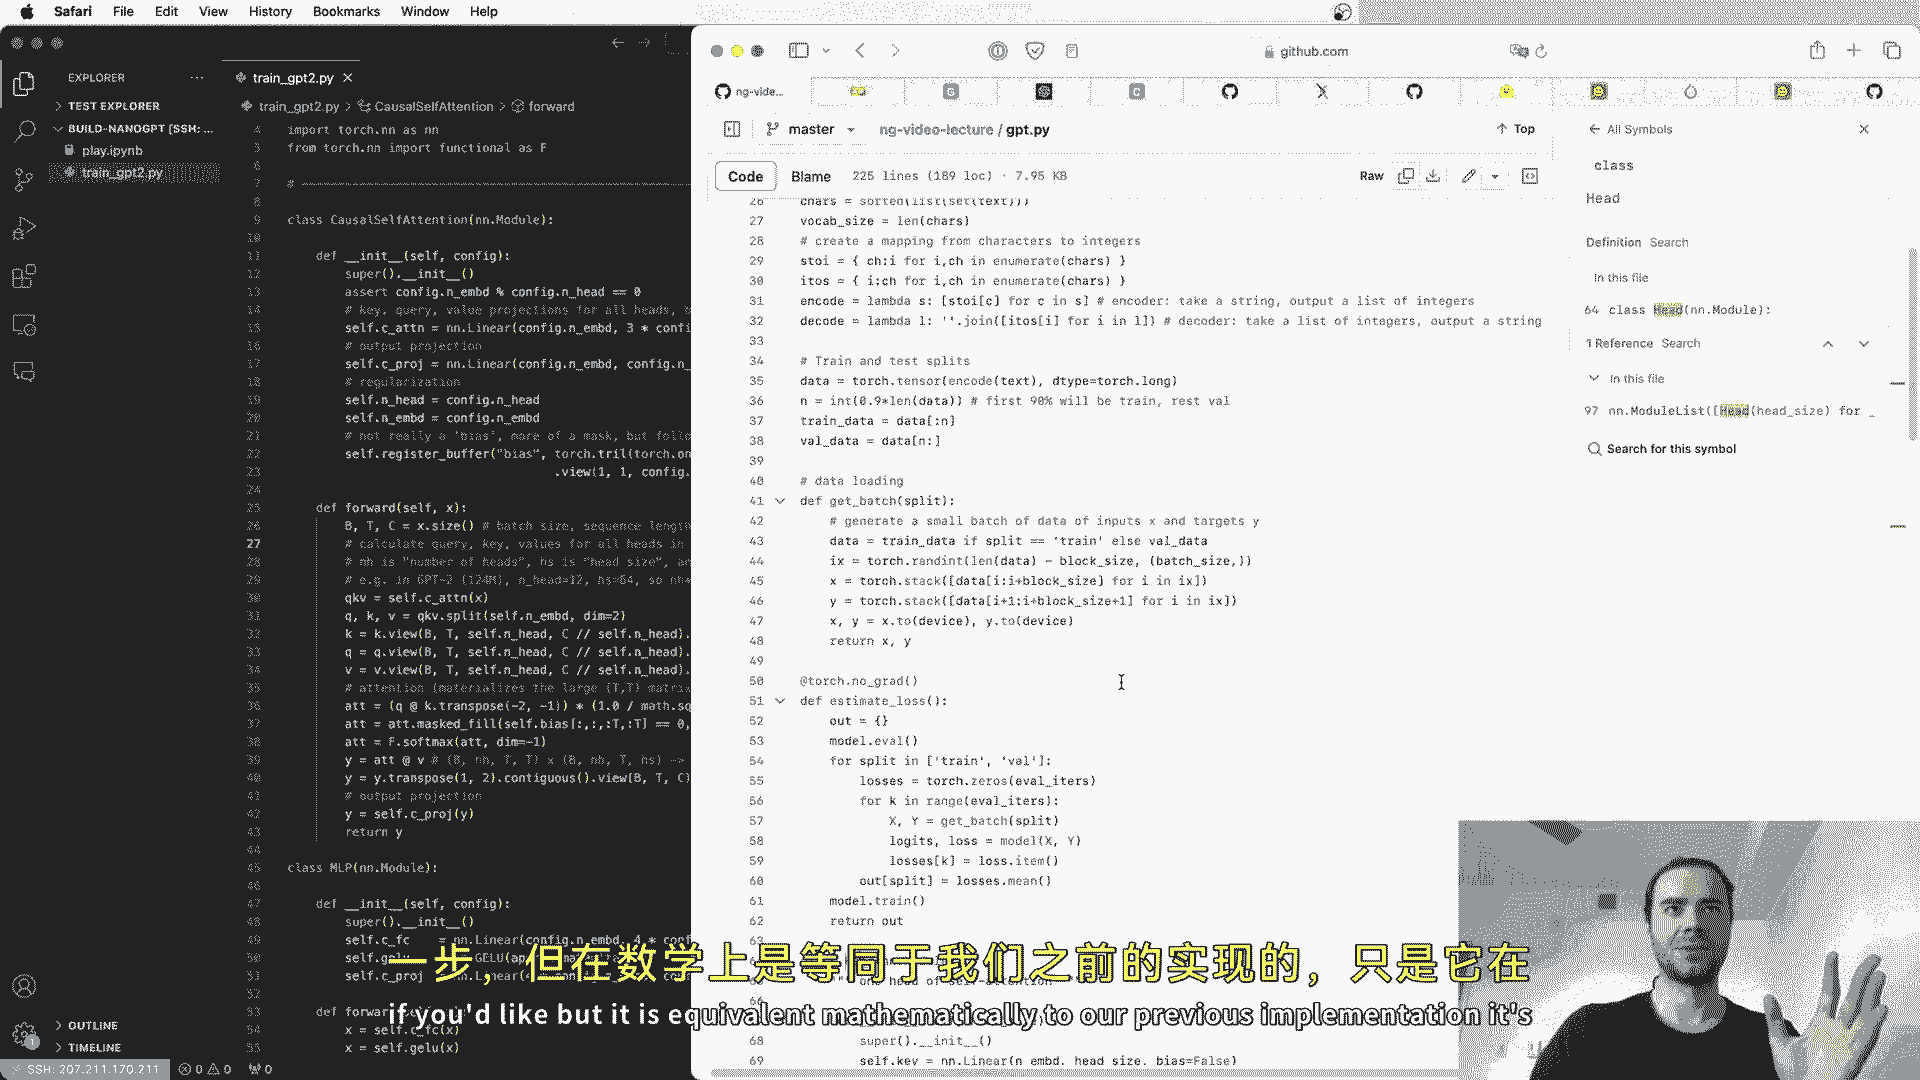 Safari File Edit View History Bookmarks Window Help
EXPLORER
TEST EXPLORER
BUILD-NANOGPT [SSH: ...
play.ipynb
train_gpt2.py
OUTLINE
TIMELINE
SSH: 207.211.170.211
0 0 0
train_gpt2.py
train_gpt2.py > CausalSelfAttention > forward
4 import torch.nn as nn
5 from torch.nn import functional as F
6
7 # ---
8
9 class CausalSelfAttention(nn.Module):
10
11 def __init__(self, config):
12 super().__init__()
13 assert config.n_embd % config.n_head == 0
14 # key, query, value projections for all heads,
15 self.c_attn = nn.Linear(config.n_embd, 3 * confi
16 # output projection
17 self.c_proj = nn.Linear(config.n_embd, config.n_
18 # regularization
19 self.n_head = config.n_head
20 self.n_embd = config.n_embd
21 # not really a 'bias', more of a mask, but follo
22 self.register_buffer("bias", torch.tril(torch.on
23 .view(1, 1, config.
24
25 def forward(self, x):
26 B, T, C = x.size() # batch size, sequence length
27 # calculate query, key, values for all heads in
28 # nh is "number of heads", hs is "head size", an
29 # e.g. in GPT-2 (124M), n_head=12, hs=64, so nh*
30 qkv = self.c_attn(x)
31 q, k, v = qkv.split(self.n_embd, dim=2)
32 k = k.view(B, T, self.n_head, C // self.n_head).
33 q = q.view(B, T, self.n_head, C // self.n_head).
34 v = v.view(B, T, self.n_head, C // self.n_head).
35 # attention (materializes the large (T,T) matrix
36 att = (q @ k.transpose(-2, -1)) * (1.0 / math.sq
37 att = att.masked_fill(self.bias[:,:,:T,:T] == 0,
38 att = F.softmax(att, dim=-1)
39 y = att @ v # (B, nh, T, T) x (B, nh, T, hs) ->
40 y = y.transpose(1, 2).contiguous().view(B, T, C)
41 # output projection
42 y = self.c_proj(y)
43 return y
44
45 class MLP(nn.Module):
46
47 def __init__(self, config):
48 super().__init__()
49 self.c_fc = nn.Linear(config.n_embd, 4 * conf
50 self.gelu = nn.GELU(
51 self.c_proj
52
53 def forward
54 x = self.c_fc(x)
55 x = self.gelu(x)
github.com
ng-vide...
master
ng-video-lecture / gpt.py
Top
Code Blame 225 lines (189 loc) · 7.95 KB
Raw
26 chars = sorted(list(set(text)))
27 vocab_size = len(chars)
28 # create a mapping from characters to integers
29 stoi = { ch:i for i,ch in enumerate(chars) }
30 itos = { i:ch for i,ch in enumerate(chars) }
31 encode = lambda s: [stoi[c] for c in s] # encoder: take a string, output a list of integers
32 decode = lambda l: ''.join([itos[i] for i in l]) # decoder: take a list of integers, output a string
33
34 # Train and test splits
35 data = torch.tensor(encode(text), dtype=torch.long)
36 n = int(0.9*len(data)) # first 90% will be train, rest val
37 train_data = data[:n]
38 val_data = data[n:]
39
40 # data loading
41 def get_batch(split):
42 # generate a small batch of data of inputs x and targets y
43 data = train_data if split == 'train' else val_data
44 ix = torch.randint(len(data) - block_size, (batch_size,))
45 x = torch.stack([data[i:i+block_size] for i in ix])
46 y = torch.stack([data[i+1:i+block_size+1] for i in ix])
47 x, y = x.to(device), y.to(device)
48 return x, y
49
50 @torch.no_grad()
51 def estimate_loss():
52 out = {}
53 model.eval()
54 for split in ['train', 'val']:
55 losses = torch.zeros(eval_iters)
56 for k in range(eval_iters):
57 X, Y = get_batch(split)
58 logits, loss = model(X, Y)
59 losses[k] = loss.item()
60 out[split] = losses.mean()
61 model.train()
62 return out
63
68 super().__init__()
69 self.key = nn.Linear(n_embd, head_size, bias=False)
All Symbols
class
Head
Definition Search
In this file
64 class Head(nn.Module):
1 Reference Search
In this file
97 nn.ModuleList([Head(head_size) for _
Search for this symbol
一步，但在数学上是等同于我们之前的实现的，只是它在
if you'd like but it is equivalent mathematically to our previous implementation it's